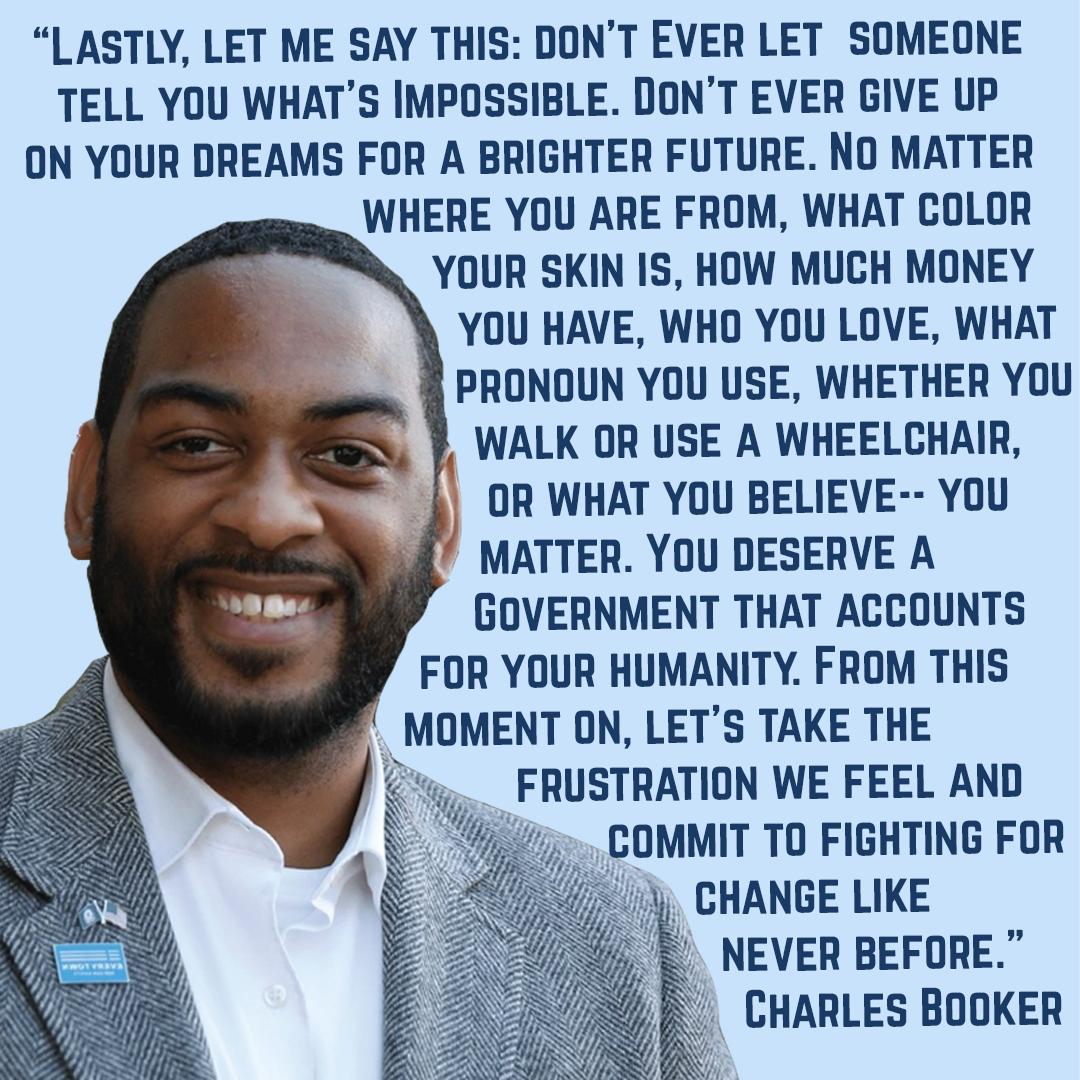 “Lastly, let me say this: don’t Ever let someone
tell you what’s Impossible. Don’t ever give up
on your dreams for a brighter future. No matter
where you are from, what color
your skin is, how much money
you have, who you love, what
pronoun you use, whether you
walk or use a wheelchair,
or what you believe-- you
matter. You deserve a
Government that accounts
for your humanity. From this
moment on, let’s take the
frustration we feel and
commit to fighting for
change like
never before.”
Charles Booker
EVERYTOWN